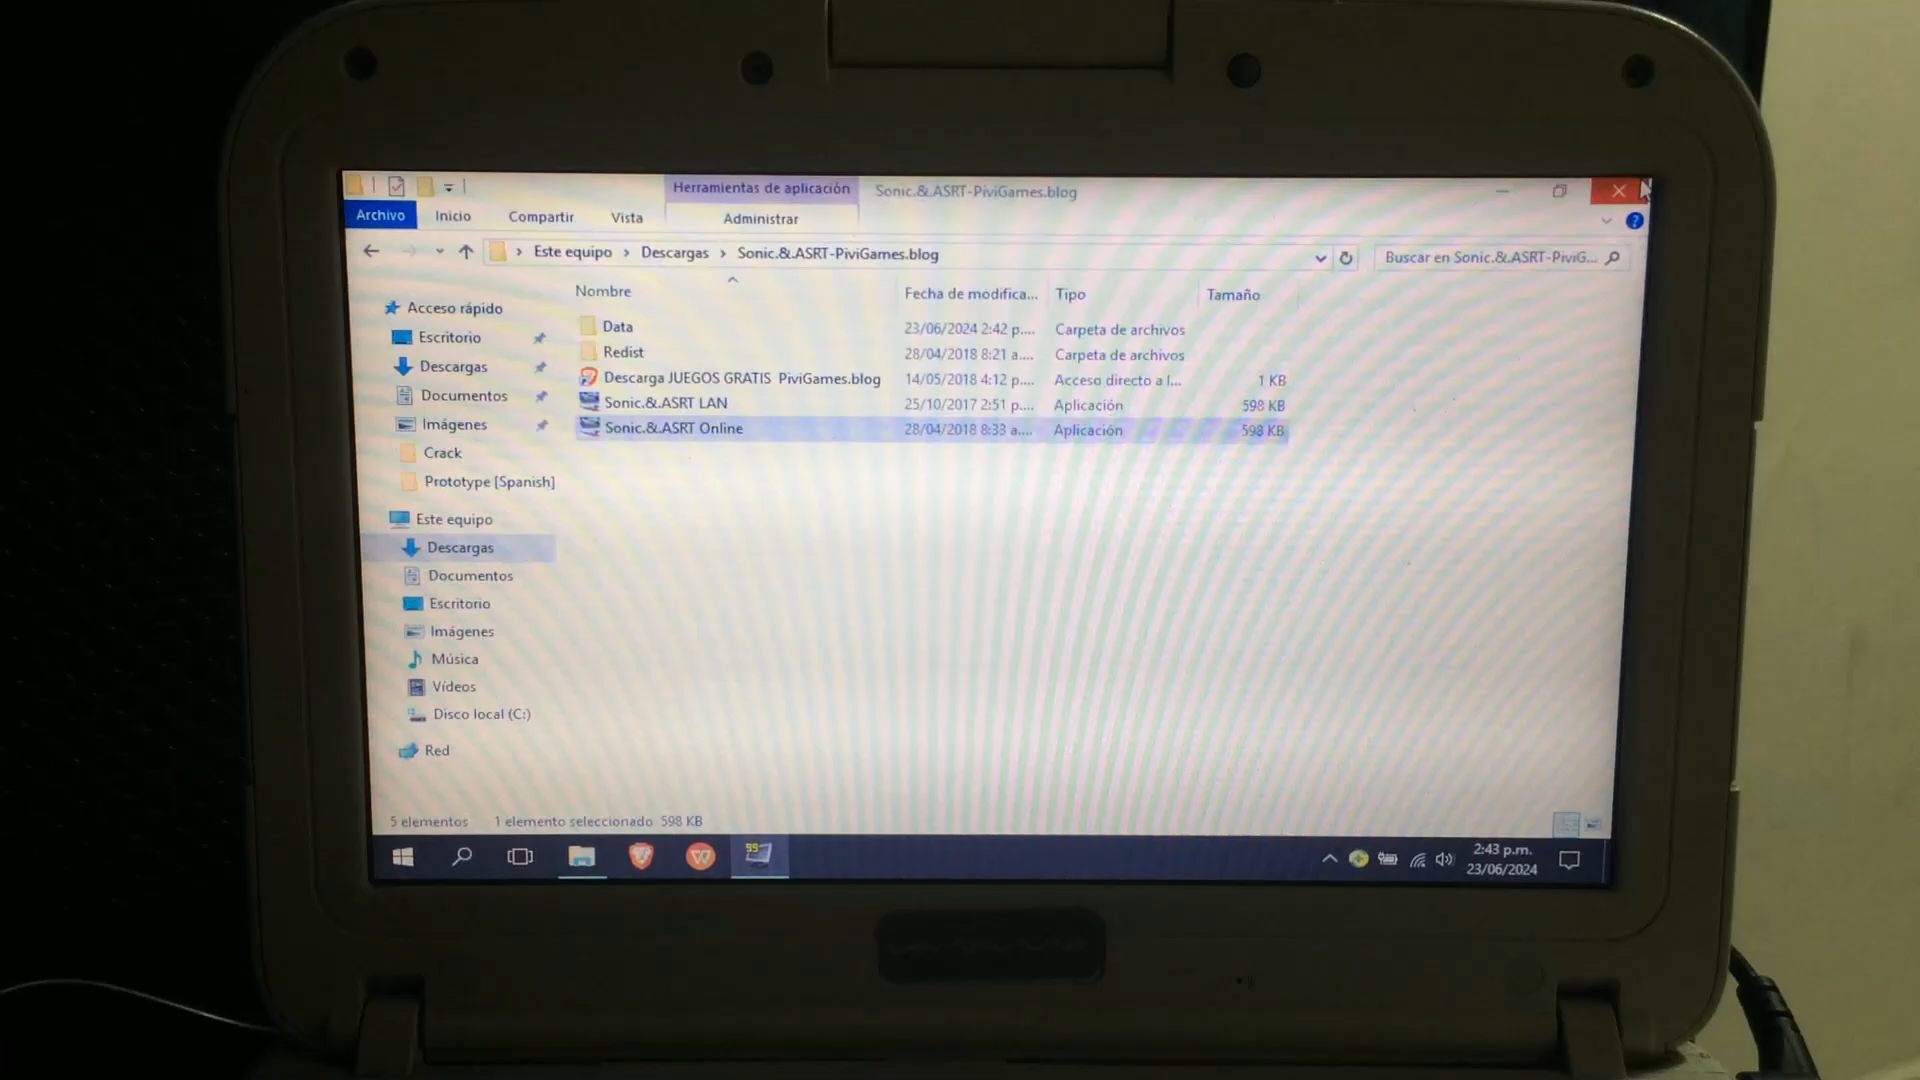 Herramientas de aplicación
Sonic.&.ASRT-PiviGames.blog
Archivo
Inicio
Compartir
Vista
Administrar
Este equipo
Descargas
Sonic.&.ASRT-PiviGames.blog
Buscar en Sonic.&.ASRT-PiviG...
Nombre
Fecha de modifica...
Tipo
Tamaño
Data
23/06/2024 2:42 p....
Carpeta de archivos
Redist
28/04/2018 8:21 a....
Carpeta de archivos
Descarga JUEGOS GRATIS PiviGames.blog
14/05/2018 4:12 p....
Acceso directo a I...
1 KB
Sonic.&.ASRT LAN
25/10/2017 2:51 p....
Aplicación
598 KB
Sonic.&.ASRT Online
28/04/2018 8:33 a....
Aplicación
598 KB
Acceso rápido
Escritorio
Descargas
Documentos
Imágenes
Crack
Prototype [Spanish]
Este equipo
Descargas
Documentos
Escritorio
Imágenes
Música
Vídeos
Disco local (C:)
Red
5 elementos
1 elemento seleccionado 598 KB
99
2:43 p.m.
23/06/2024